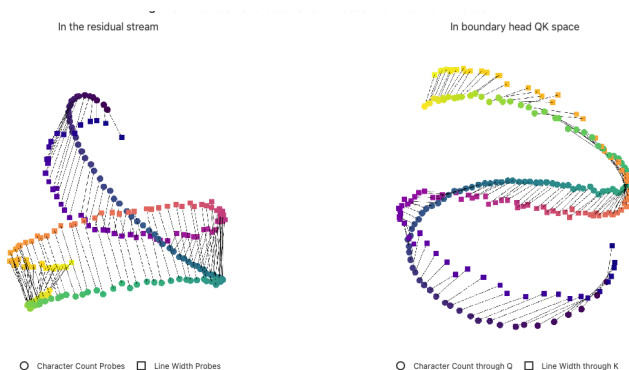 In the residual stream
In boundary head QK space
Character Count Probes
Line Width Probes
Character Count through Q
Line Width through K